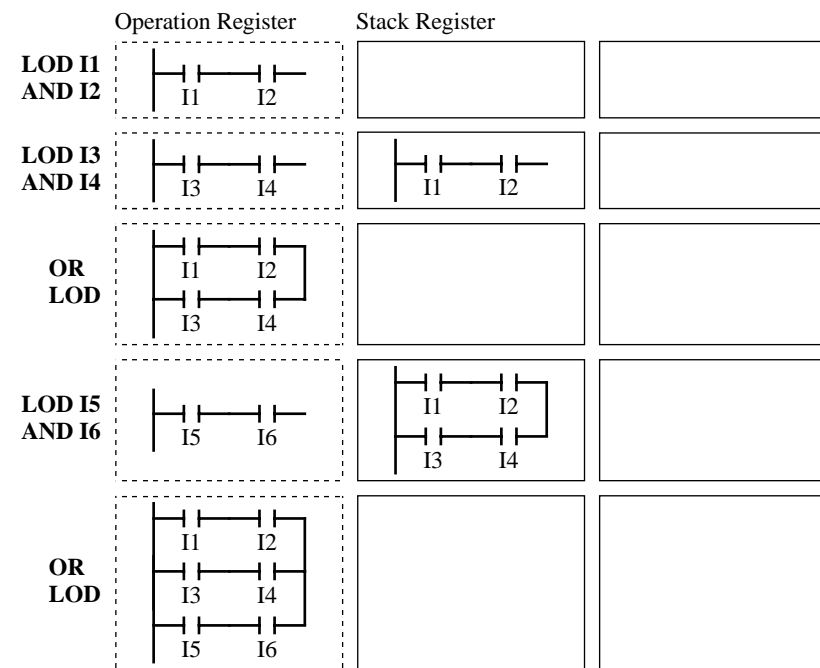 Operation Register Stack Register
LOD I1
AND I2
I1 I2
LOD I3
AND I4
I3 I4
I1 I2
OR
LOD
I1 I2
I3 I4
LOD I5
AND I6
I5 I6
I1 I2
I3 I4
OR
LOD
I1 I2
I3 I4
I5 I6